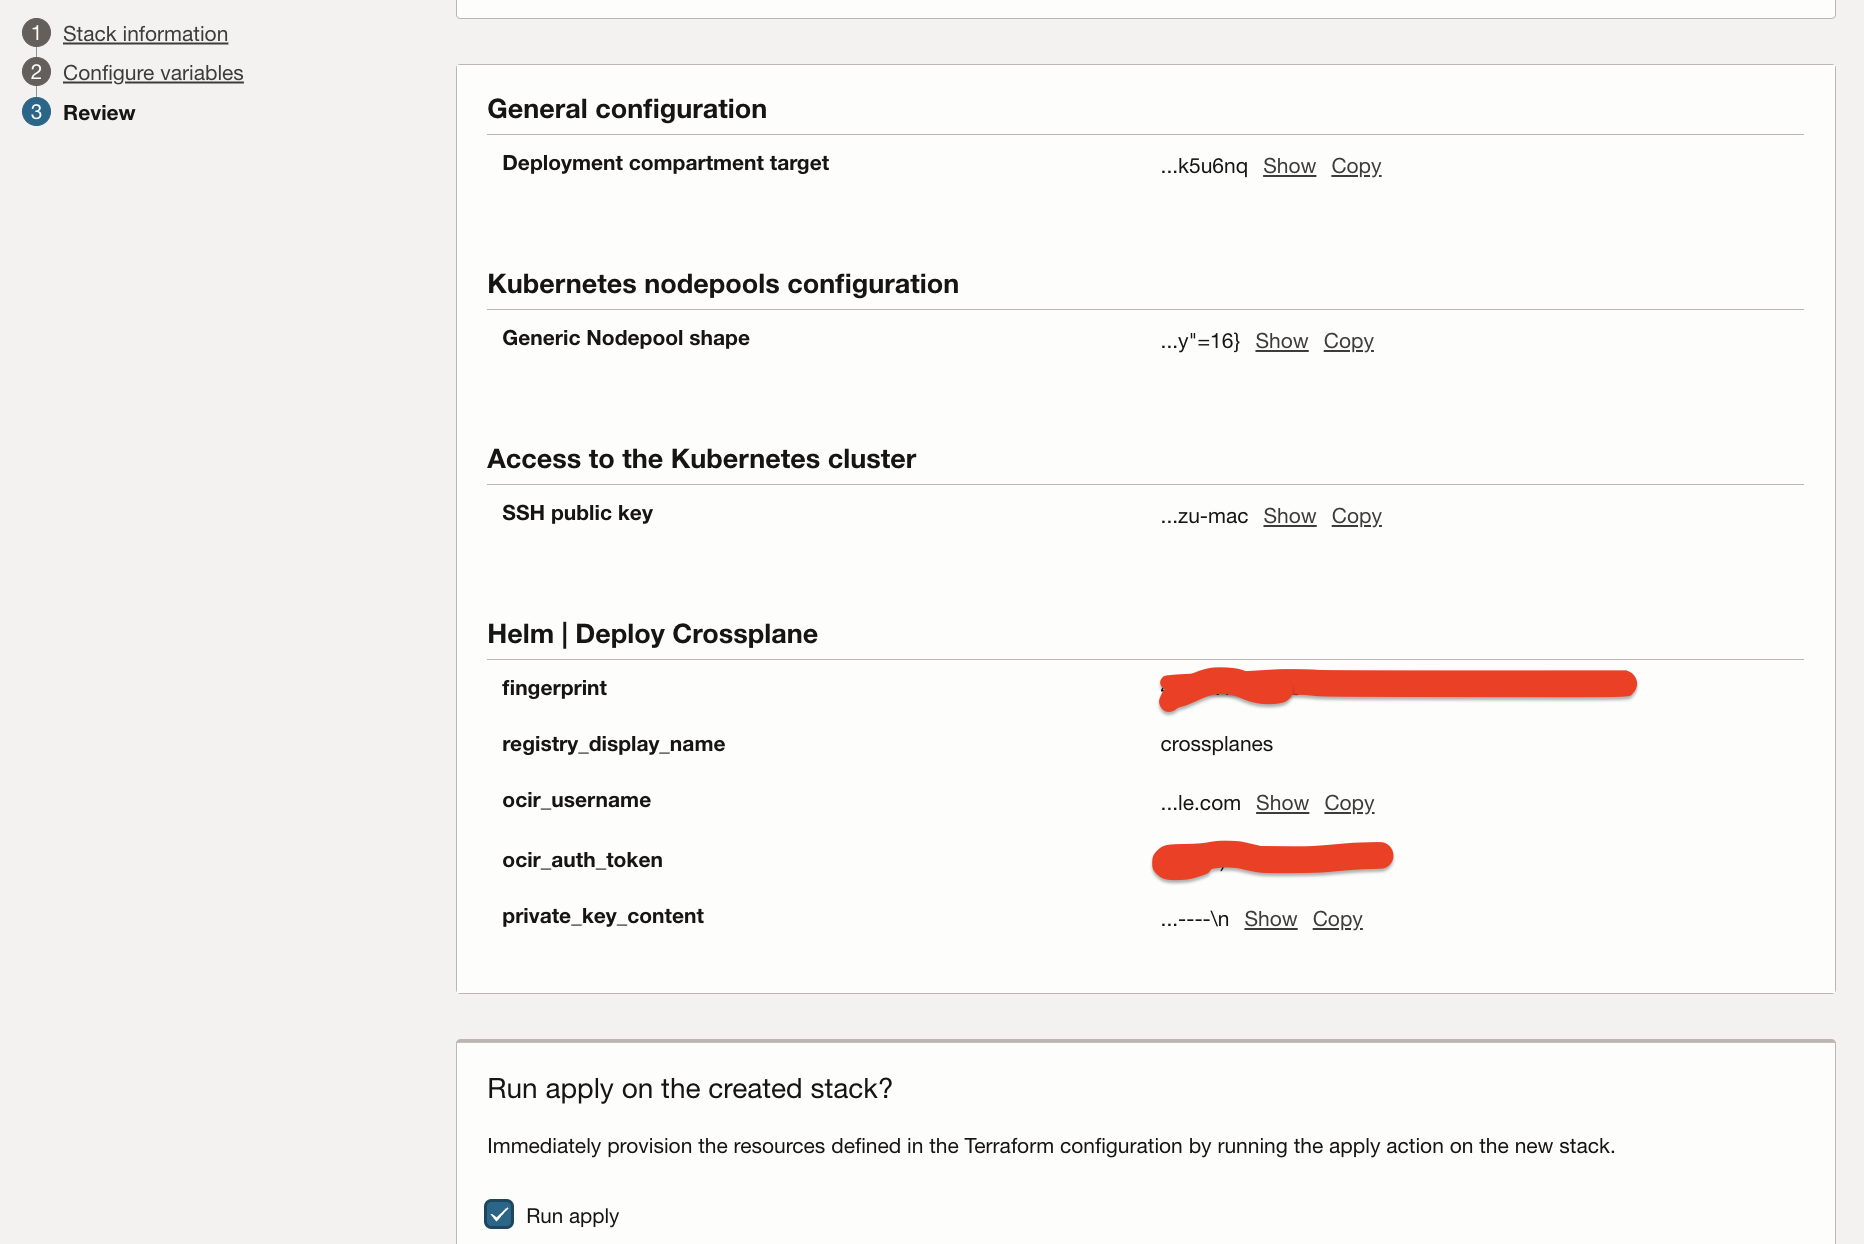 1 Stack information
2 Configure variables
3 Review
General configuration
Deployment compartment target ...k5u6nq Show Copy
Kubernetes nodepools configuration
Generic Nodepool shape ...y"=16} Show Copy
Access to the Kubernetes cluster
SSH public key ...zu-mac Show Copy
Helm | Deploy Crossplane
fingerprint
registry_display_name crossplanes
ocir_username ...le.com Show Copy
ocir_auth_token
private_key_content ...----\n Show Copy
Run apply on the created stack?
Immediately provision the resources defined in the Terraform configuration by running the apply action on the new stack.
Run apply